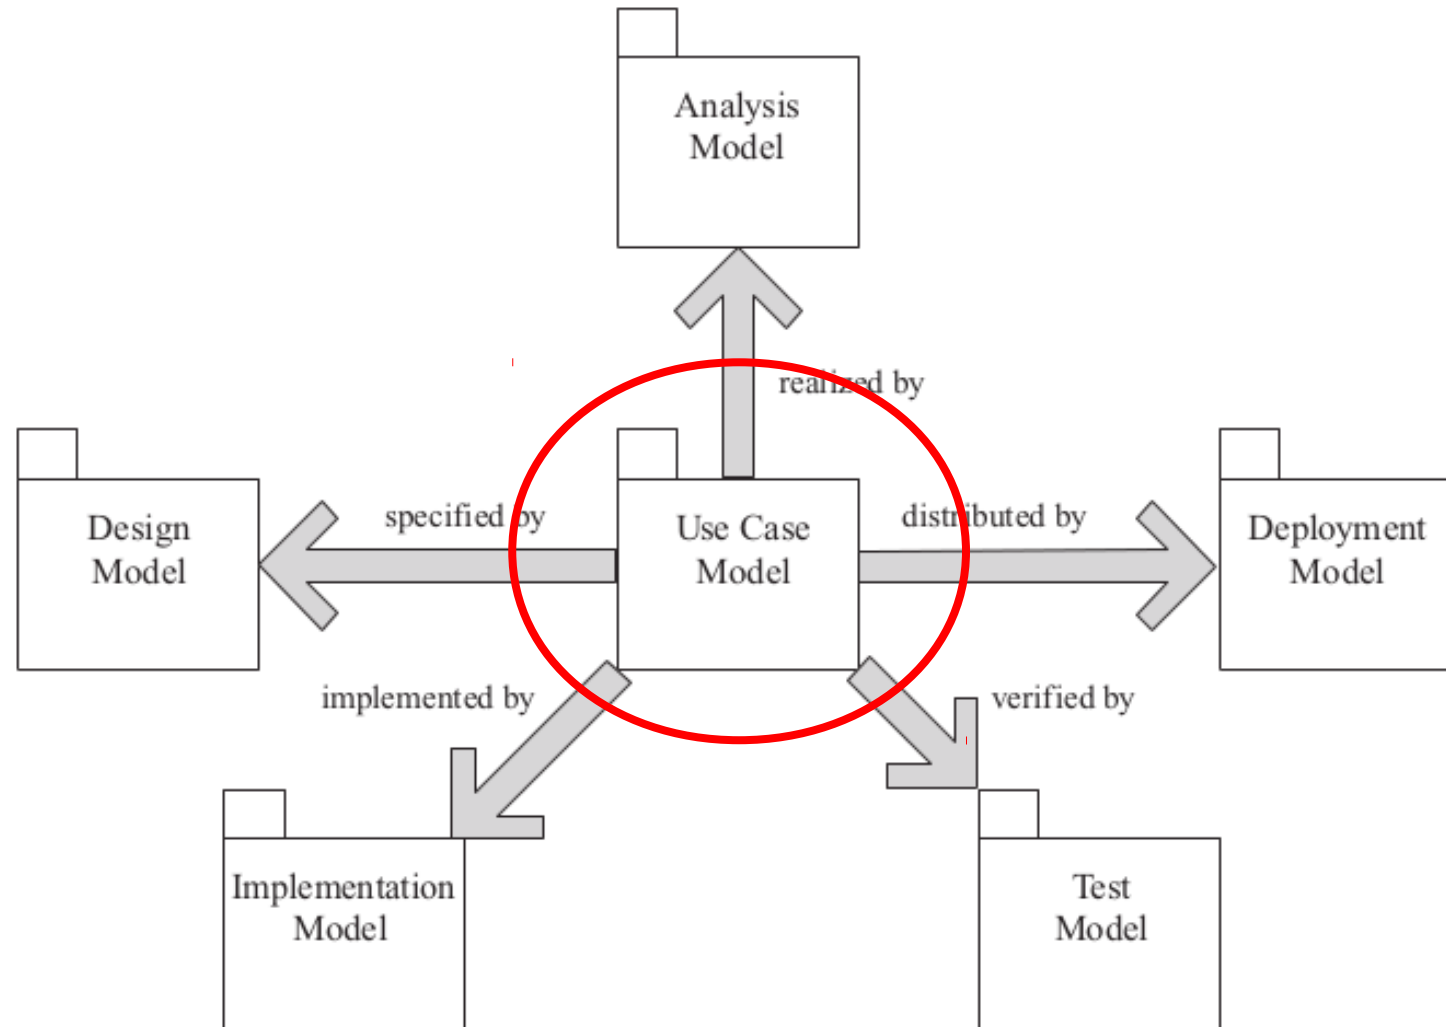 Analysis
Model
realized by
specified by
distributed by
Design
Model
Use Case
Model
Deployment
Model
implemented by
verified by
Implementation
Model
Test
Model